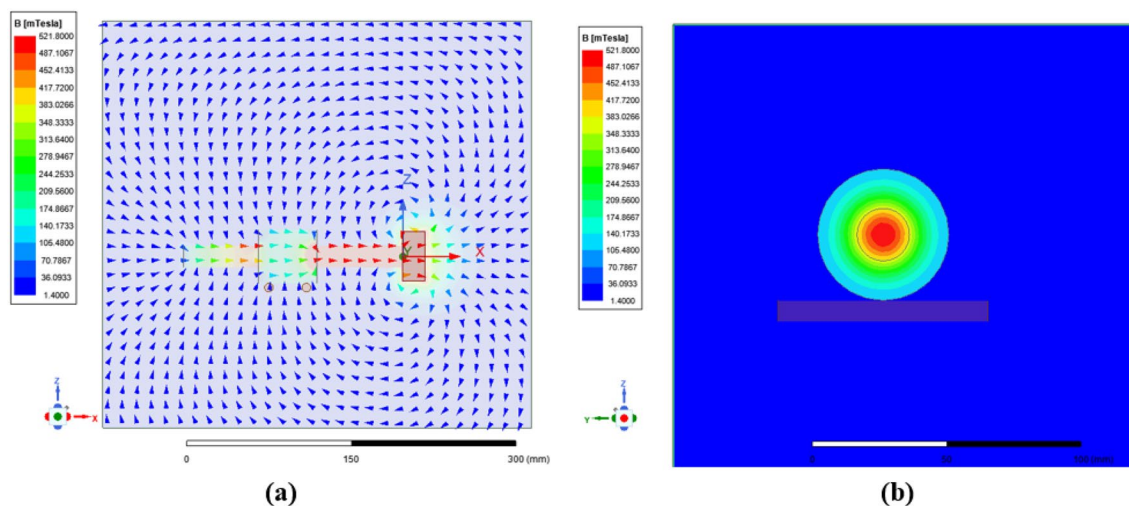 B [mTesla]
521.8000
487.1067
452.4133
417.7200
383.0266
348.3333
313.6400
278.9467
244.2533
209.5600
174.8667
140.1733
105.4800
70.7867
36.0933
1.4000
Z
Y
X
Z
X
0
150
300 (mm)
(a)
B [mTesla]
521.8000
487.1067
452.4133
417.7200
383.0266
348.3333
313.6400
278.9467
244.2533
209.5600
174.8667
140.1733
105.4800
70.7867
36.0933
1.4000
Z
Y
0
50
100 (mm)
(b)